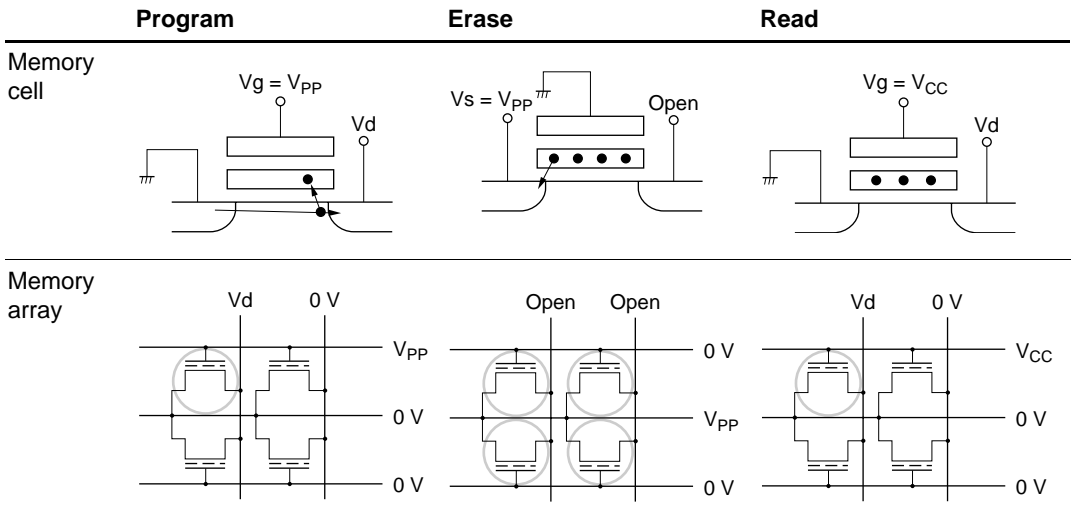 Program Erase Read
Memory
cell
Vg = VPP
Vd
Vs = VPP
Open
Vg = VCC
Vd
Memory
array
Vd 0 V
VPP
0 V
0 V
Open Open
0 V
VPP
0 V
Vd 0 V
VCC
0 V
0 V